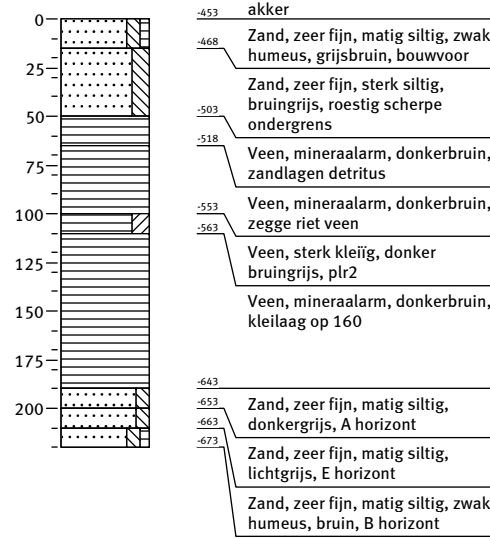 0
25
50
75
100
125
150
175
200
-453
akker
-468
Zand, zeer fijn, matig siltig, zwak
humeus, grijsbruin, bouwvoor
Zand, zeer fijn, sterk siltig,
bruingrijs, roestig scherpe
ondergrens
-503
-518
Veen, mineraalarm, donkerbruin,
zandlagen detritus
-553
Veen, mineraalarm, donkerbruin,
zegge riet veen
-563
Veen, sterk kleiïg, donker
bruingrijs, plr2
Veen, mineraalarm, donkerbruin,
kleilaag op 160
-643
-653
Zand, zeer fijn, matig siltig,
donkergrijs, A horizont
-663
-673
Zand, zeer fijn, matig siltig,
lichtgrijs, E horizont
Zand, zeer fijn, matig siltig, zwak
humeus, bruin, B horizont